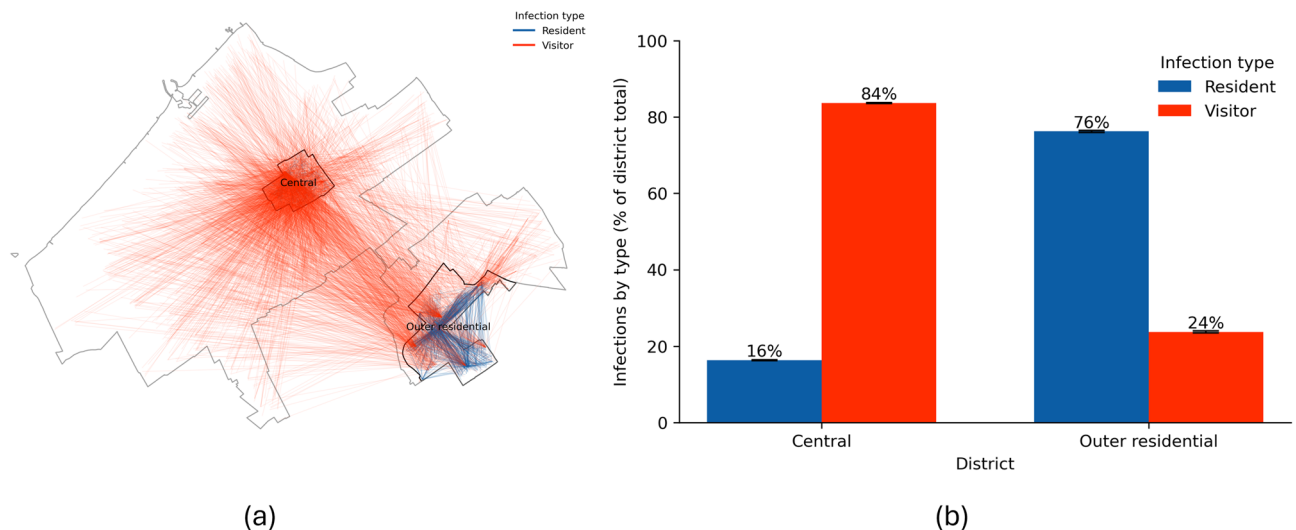 Infection type
Resident
Visitor
Central
Outer residential
(a)
Infections by type (% of district total)
100
80
60
40
20
0
Infection type
Resident
Visitor
16%
84%
76%
24%
Central
Outer residential
District
(b)